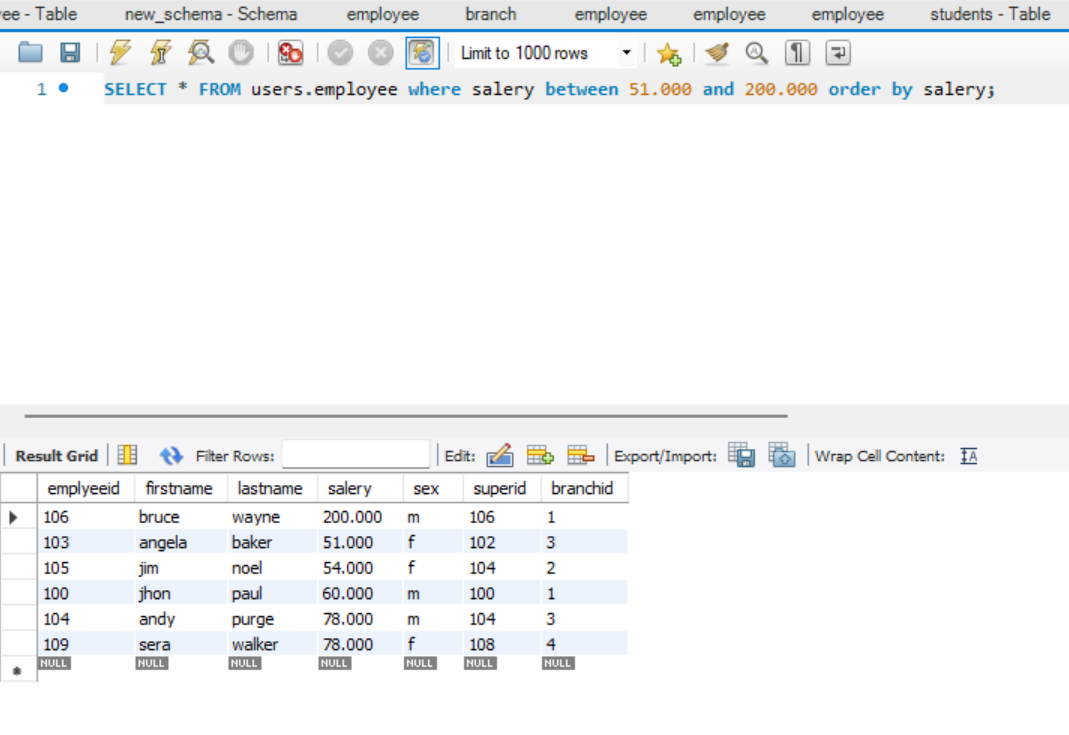 ee - Table new_schema - Schema employee branch employee employee employee students - Table
Limit to 1000 rows
1 SELECT * FROM users.employee where salery between 51.000 and 200.000 order by salery;
Result Grid Filter Rows: Edit: Export/Import: Wrap Cell Content: IA
emplyeeid firstname lastname salery sex superid branchid
106 bruce wayne 200.000 m 106 1
103 angela baker 51.000 f 102 3
105 jim noel 54.000 f 104 2
100 jhon paul 60.000 m 100 1
104 andy purge 78.000 m 104 3
109 sera walker 78.000 f 108 4
NULL NULL NULL NULL NULL NULL NULL